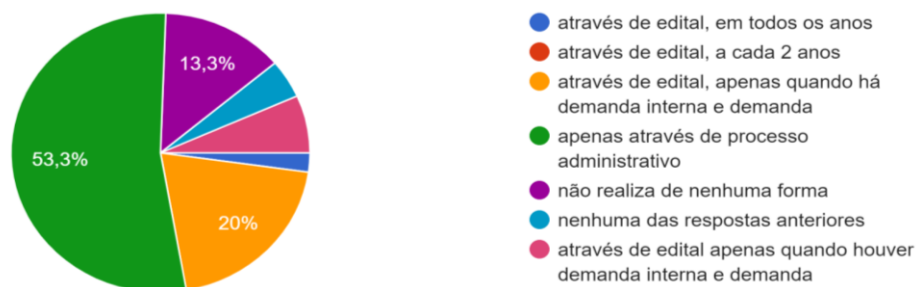 13,3%
53,3%
20%
através de edital, em todos os anos
através de edital, a cada 2 anos
através de edital, apenas quando há
demanda interna e demanda
apenas através de processo
administrativo
não realiza de nenhuma forma
nenhuma das respostas anteriores
através de edital apenas quando houver
demanda interna e demanda